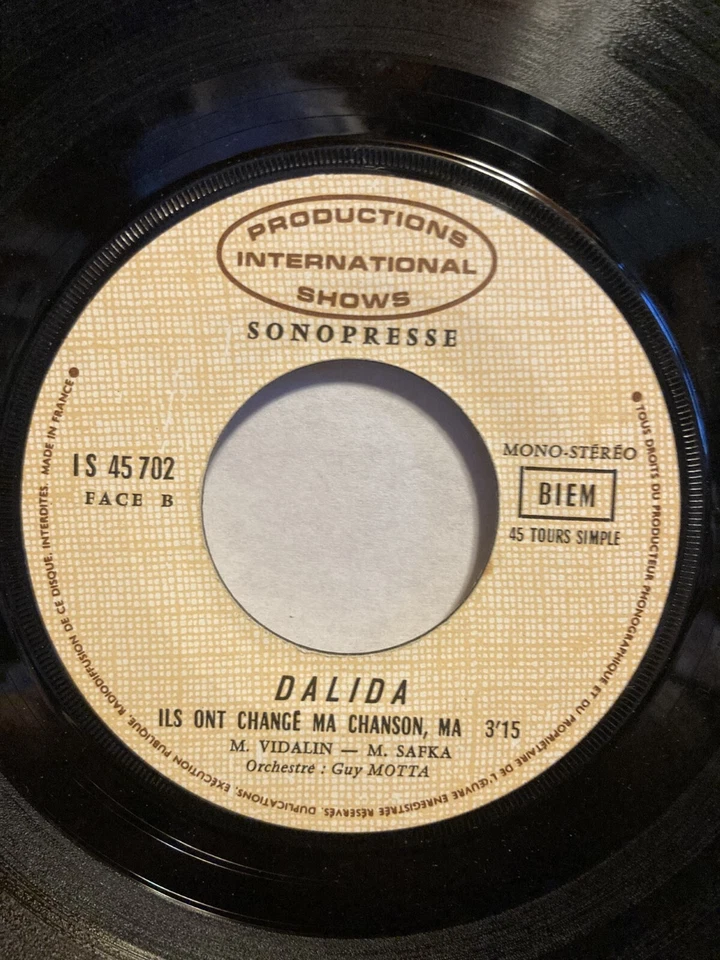 PRODUCTIONS
INTERNATIONAL
SHOWS
SONOPRESSE
IS 45 702
FACE B
MONO-STÉRÉO
BIEM
45 TOURS SIMPLE
DALIDA
ILS ONT CHANGÉ MA CHANSON, MA 3'15
M. VIDALIN — M. SAFKA
Orchestre : Guy MOTTA
● TOUS DROITS DU PRODUCTEUR PHONOGRAPHIQUE ET DU PROPRIÉTAIRE DE L'ŒUVRE ENREGISTRÉE RÉSERVÉS. DUPLICATIONS, EXÉCUTION PUBLIQUE, RADIODIFFUSION DE CE DISQUE, INTERDITES. MADE IN FRANCE ●